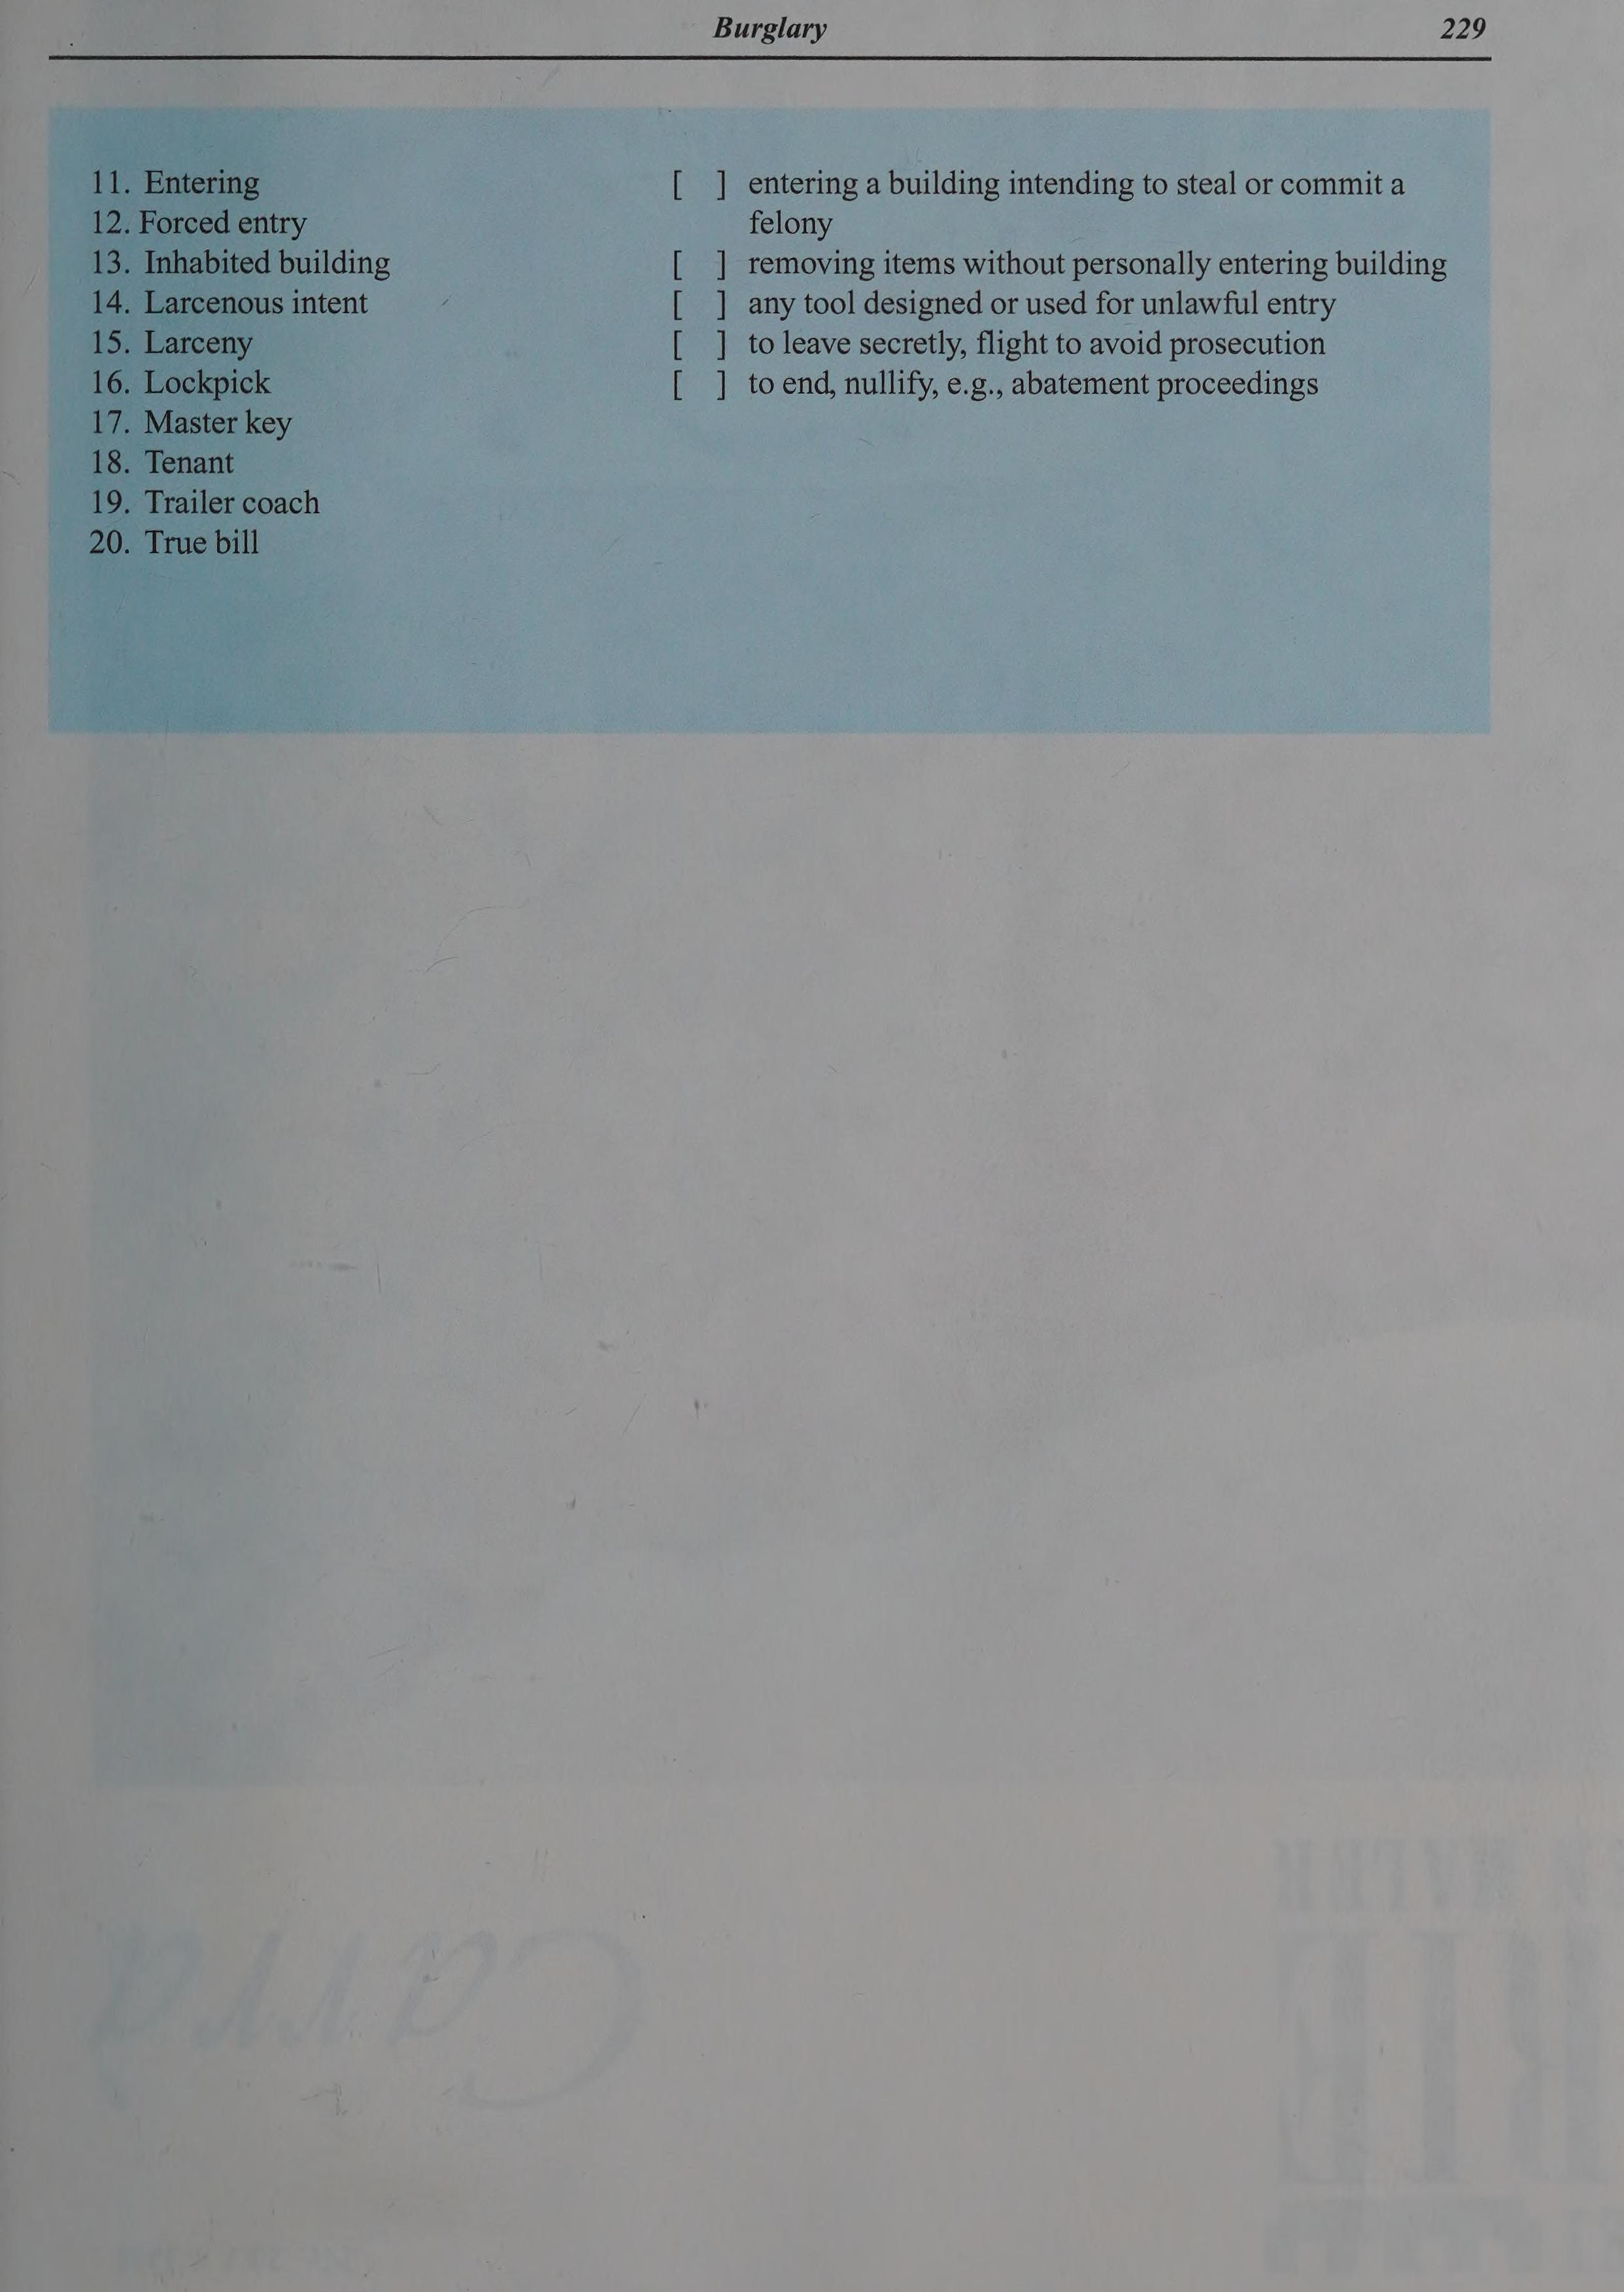 Burglary 229
11. Entering
12. Forced entry
13. Inhabited building
14. Larcenous intent
15. Larceny
16. Lockpick
17. Master key
18. Tenant
19. Trailer coach
20. True bill
[ ] entering a building intending to steal or commit a
felony
[ ] removing items without personally entering building
[ ] any tool designed or used for unlawful entry
[ ] to leave secretly, flight to avoid prosecution
[ ] to end, nullify, e.g., abatement proceedings